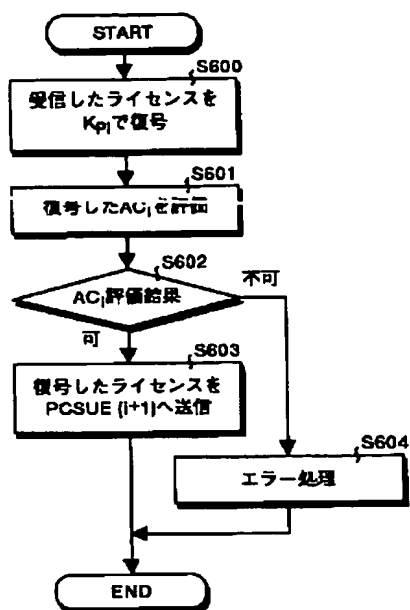 START
S600
受信したライセンスを
KPiで復号
S601
復号したACiを評価
S602
ACi評価結果
不可
可
S603
復号したライセンスを
PCSUE (i+1)へ送信
S604
エラー処理
END